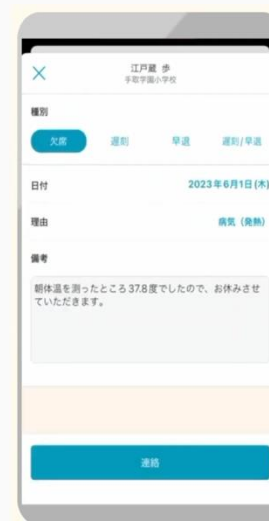 江戸蔵 歩
手取学園小学校
種別
欠席 遅刻 早退 遅刻/早退
日付 2023年6月1日(木)
理由 病気（発熱）
備考
朝体温を測ったところ37.8度でしたので、お休みさせ
ていただきます。
連絡